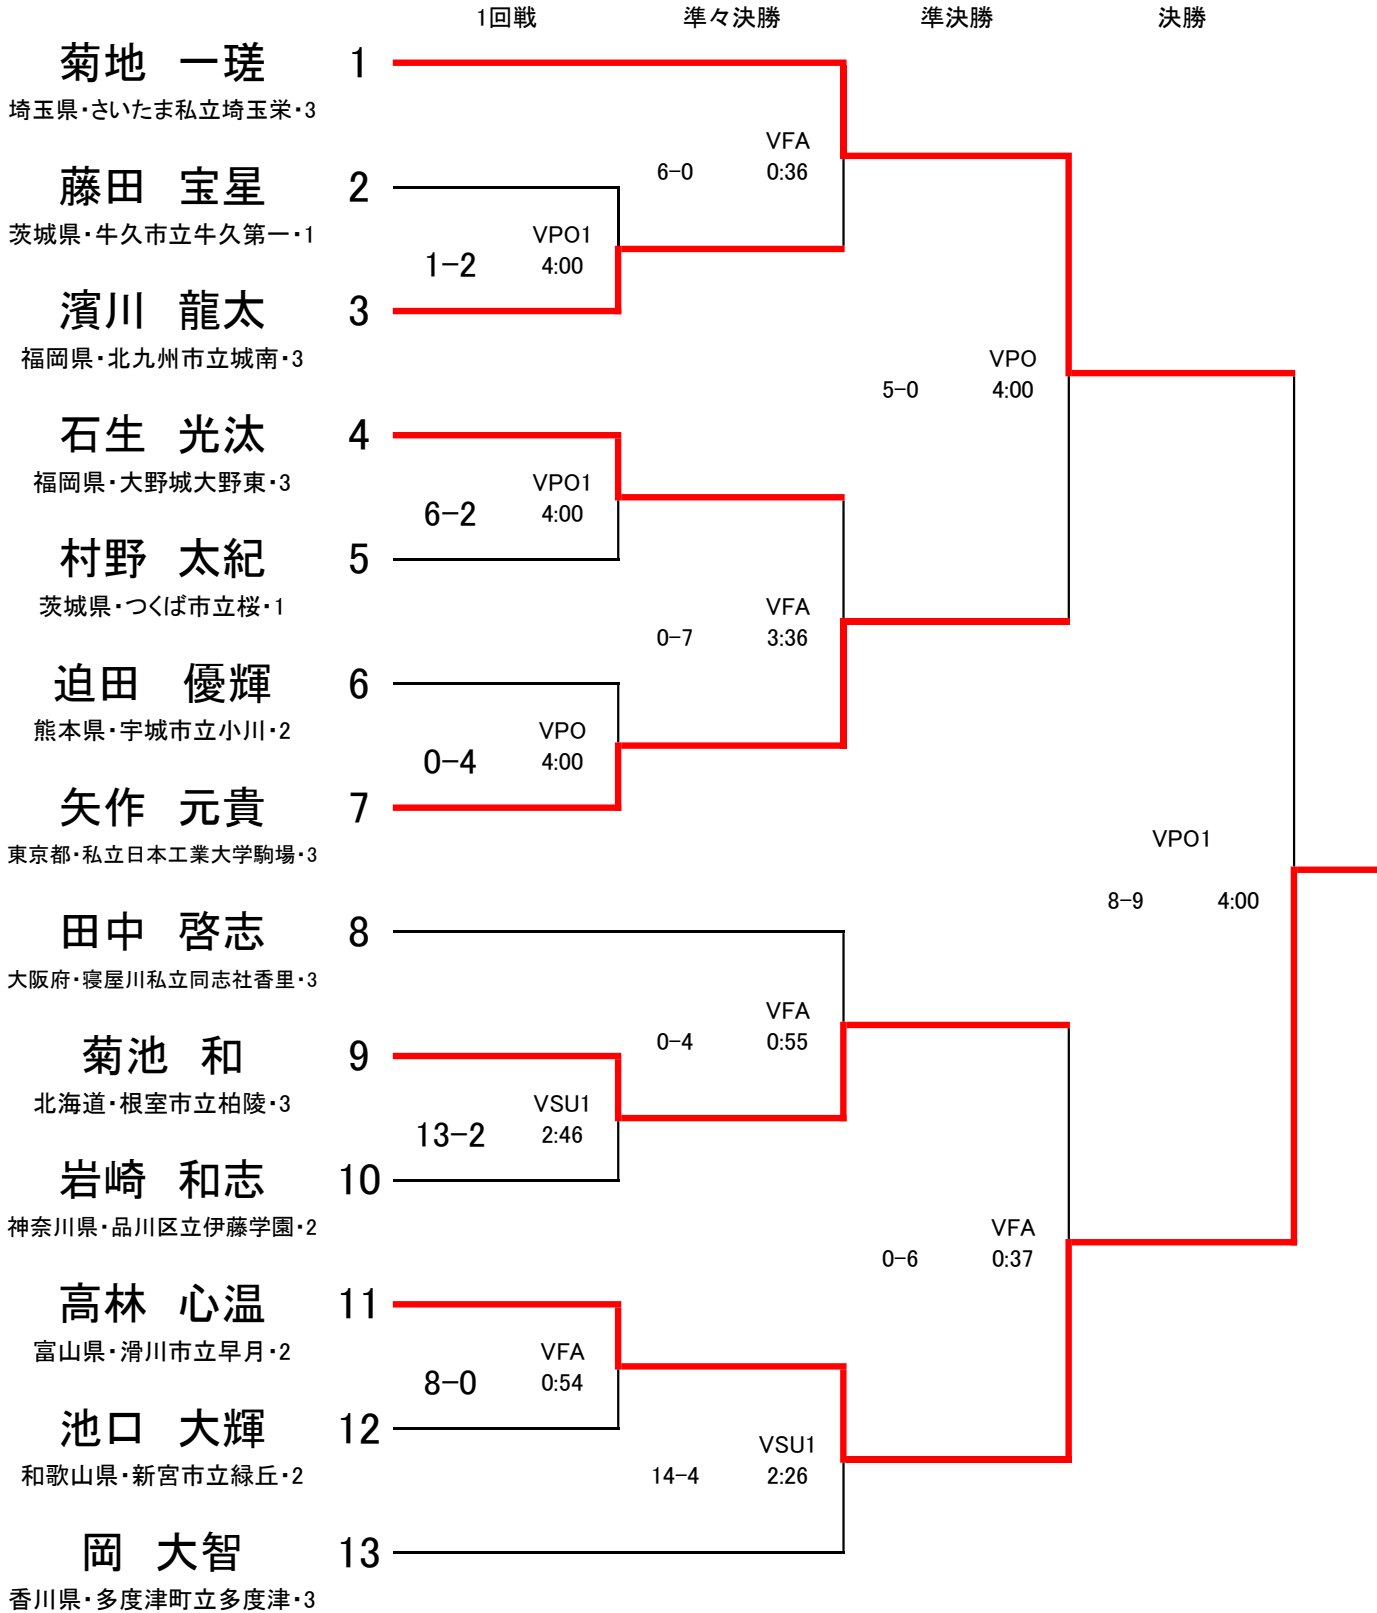 1回戦 準々決勝 準決勝 決勝
菊地 一瑳 1
埼玉県・さいたま私立埼玉栄・3
VFA
6-0 0:36
藤田 宝星 2
茨城県・牛久市立牛久第一・1
VPO1
1-2 4:00
濱川 龍太 3
福岡県・北九州市立城南・3
VPO
5-0 4:00
石生 光汰 4
福岡県・大野城大野東・3
VPO1
6-2 4:00
村野 太紀 5
茨城県・つくば市立桜・1
VFA
0-7 3:36
迫田 優輝 6
熊本県・宇城市立小川・2
VPO
0-4 4:00
矢作 元貴 7
東京都・私立日本工業大学駒場・3
VPO1
8-9 4:00
田中 啓志 8
大阪府・寝屋川私立同志社香里・3
VFA
0-4 0:55
菊池 和 9
北海道・根室市立柏陵・3
VSU1
13-2 2:46
岩崎 和志 10
神奈川県・品川区立伊藤学園・2
VFA
0-6 0:37
高林 心温 11
富山県・滑川市立早月・2
VFA
8-0 0:54
池口 大輝 12
和歌山県・新宮市立緑丘・2
VSU1
14-4 2:26
岡 大智 13
香川県・多度津町立多度津・3